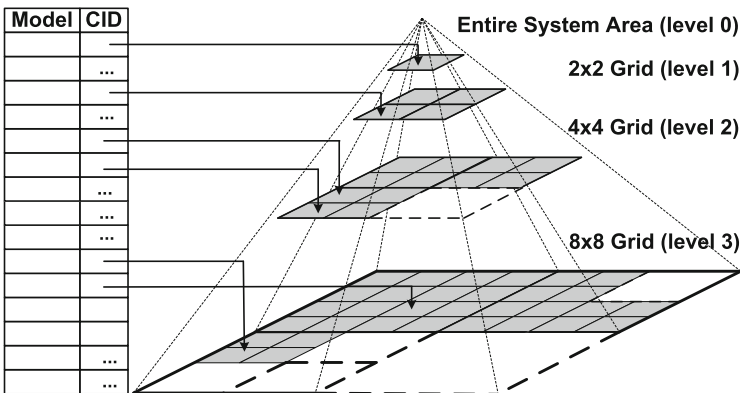 Model CID
Entire System Area (level 0)
...
2x2 Grid (level 1)
...
4x4 Grid (level 2)
...
...
...
8x8 Grid (level 3)
...
...